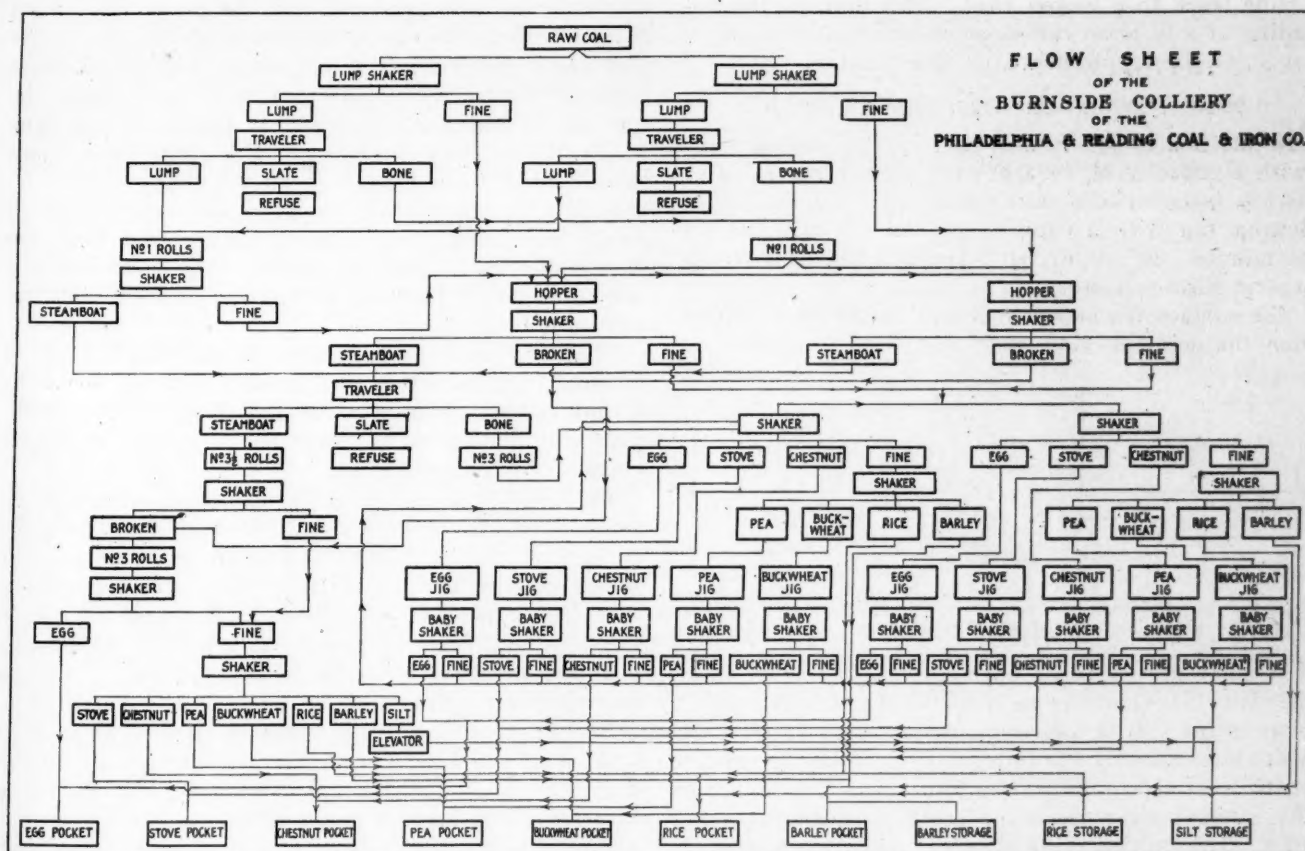 FLOW SHEET
OF THE
BURNSIDE COLLIERY
OF THE
PHILADELPHIA & READING COAL & IRON CO.
RAW COAL
LUMP SHAKER LUMP SHAKER
LUMP FINE LUMP FINE
TRAVELER TRAVELER
LUMP SLATE BONE LUMP SLATE BONE
REFUSE REFUSE
Nº1 ROLLS Nº1 ROLLS
SHAKER
HOPPER HOPPER
STEAMBOAT FINE SHAKER SHAKER
STEAMBOAT BROKEN FINE STEAMBOAT BROKEN FINE
TRAVELER
STEAMBOAT SLATE BONE SHAKER SHAKER
Nº3½ ROLLS REFUSE Nº3 ROLLS EGG STOVE CHESTNUT FINE EGG STOVE CHESTNUT FINE
SHAKER SHAKER SHAKER
BROKEN FINE PEA BUCK- RICE BARLEY PEA BUCK- RICE BARLEY
WHEAT WHEAT
Nº3 ROLLS
SHAKER
EGG STOVE CHESTNUT PEA BUCKWHEAT EGG STOVE CHESTNUT PEA BUCKWHEAT
JIG JIG JIG JIG JIG JIG JIG JIG JIG JIG
BABY BABY BABY BABY BABY BABY BABY BABY BABY BABY
SHAKER SHAKER SHAKER SHAKER SHAKER SHAKER SHAKER SHAKER SHAKER SHAKER
EGG FINE
SHAKER
EGG FINE STOVE FINE CHESTNUT FINE PEA FINE BUCKWHEAT FINE EGG FINE STOVE FINE CHESTNUT FINE PEA FINE BUCKWHEAT FINE
STOVE CHESTNUT PEA BUCKWHEAT RICE BARLEY SILT
ELEVATOR
EGG POCKET STOVE POCKET CHESTNUT POCKET PEA POCKET BUCKWHEAT POCKET RICE POCKET BARLEY POCKET BARLEY STORAGE RICE STORAGE SILT STORAGE